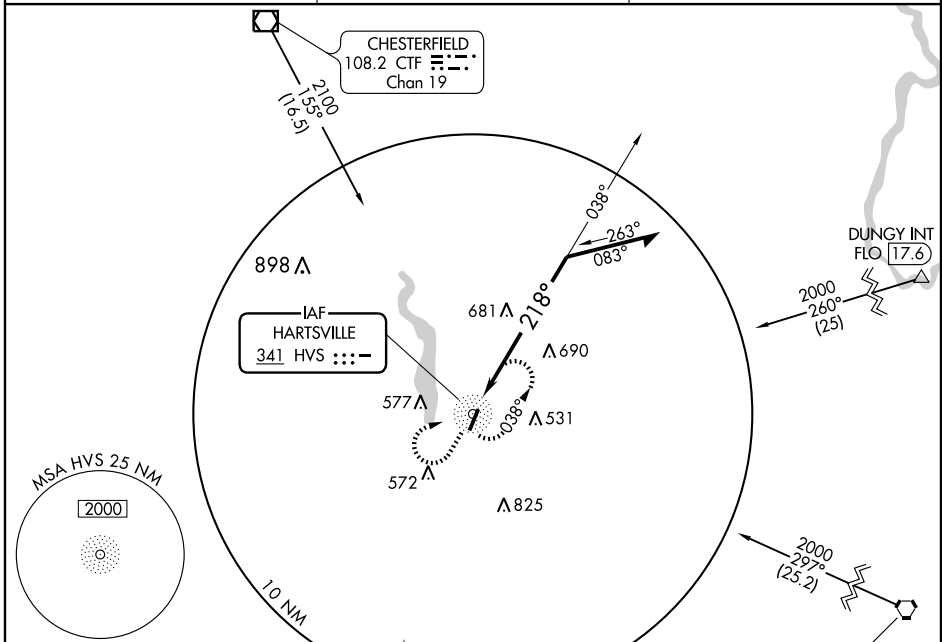 CHESTERFIELD
108.2 CTF
Chan 19
2100
155°
(16.5)
038°
263°
083°
DUNGY INT
FLO 17.6
2000
260°
(25)
898
IAF
HARTSVILLE
341 HVS
681
218°
690
577
038°
531
572
825
MSA HVS 25 NM
2000
2000
297°
(25.2)
10 NM